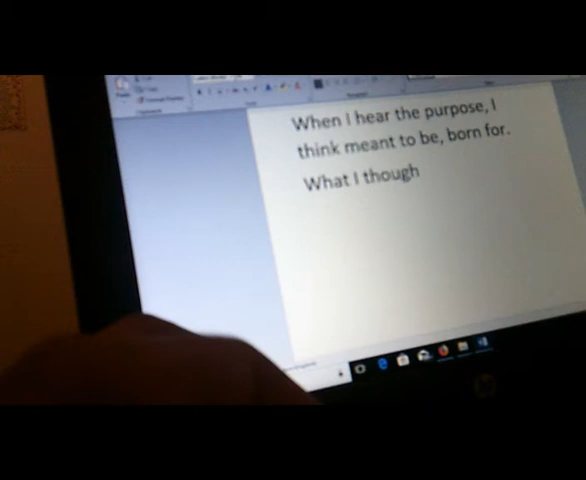 When I hear the purpose, I
think meant to be, born for.
What I though